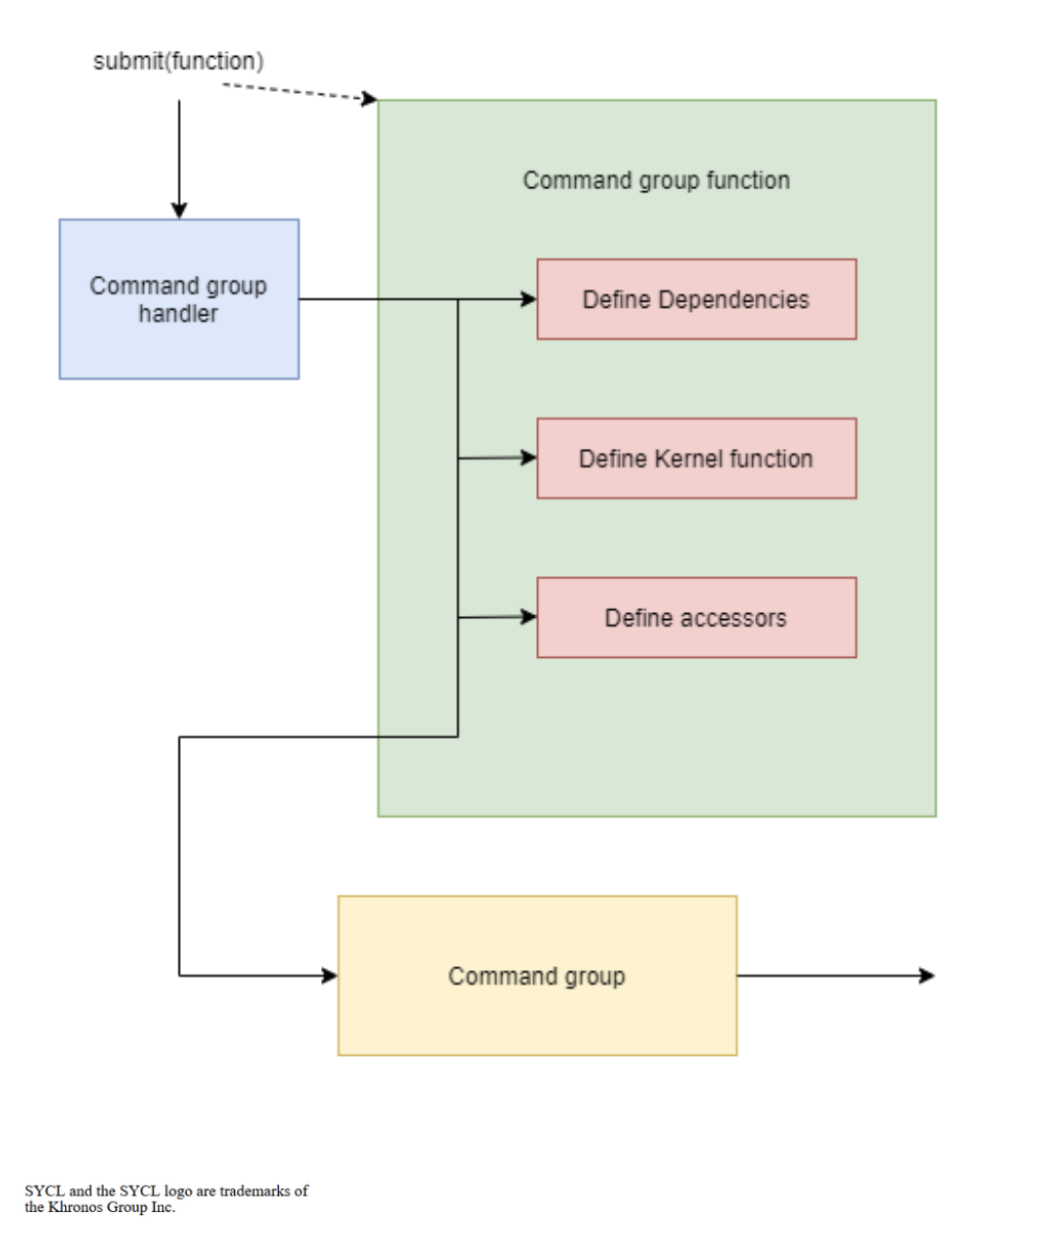 submit(function)
Command group function
Command group
handler
Define Dependencies
Define Kernel function
Define accessors
Command group
SYCL and the SYCL logo are trademarks of
the Khronos Group Inc.